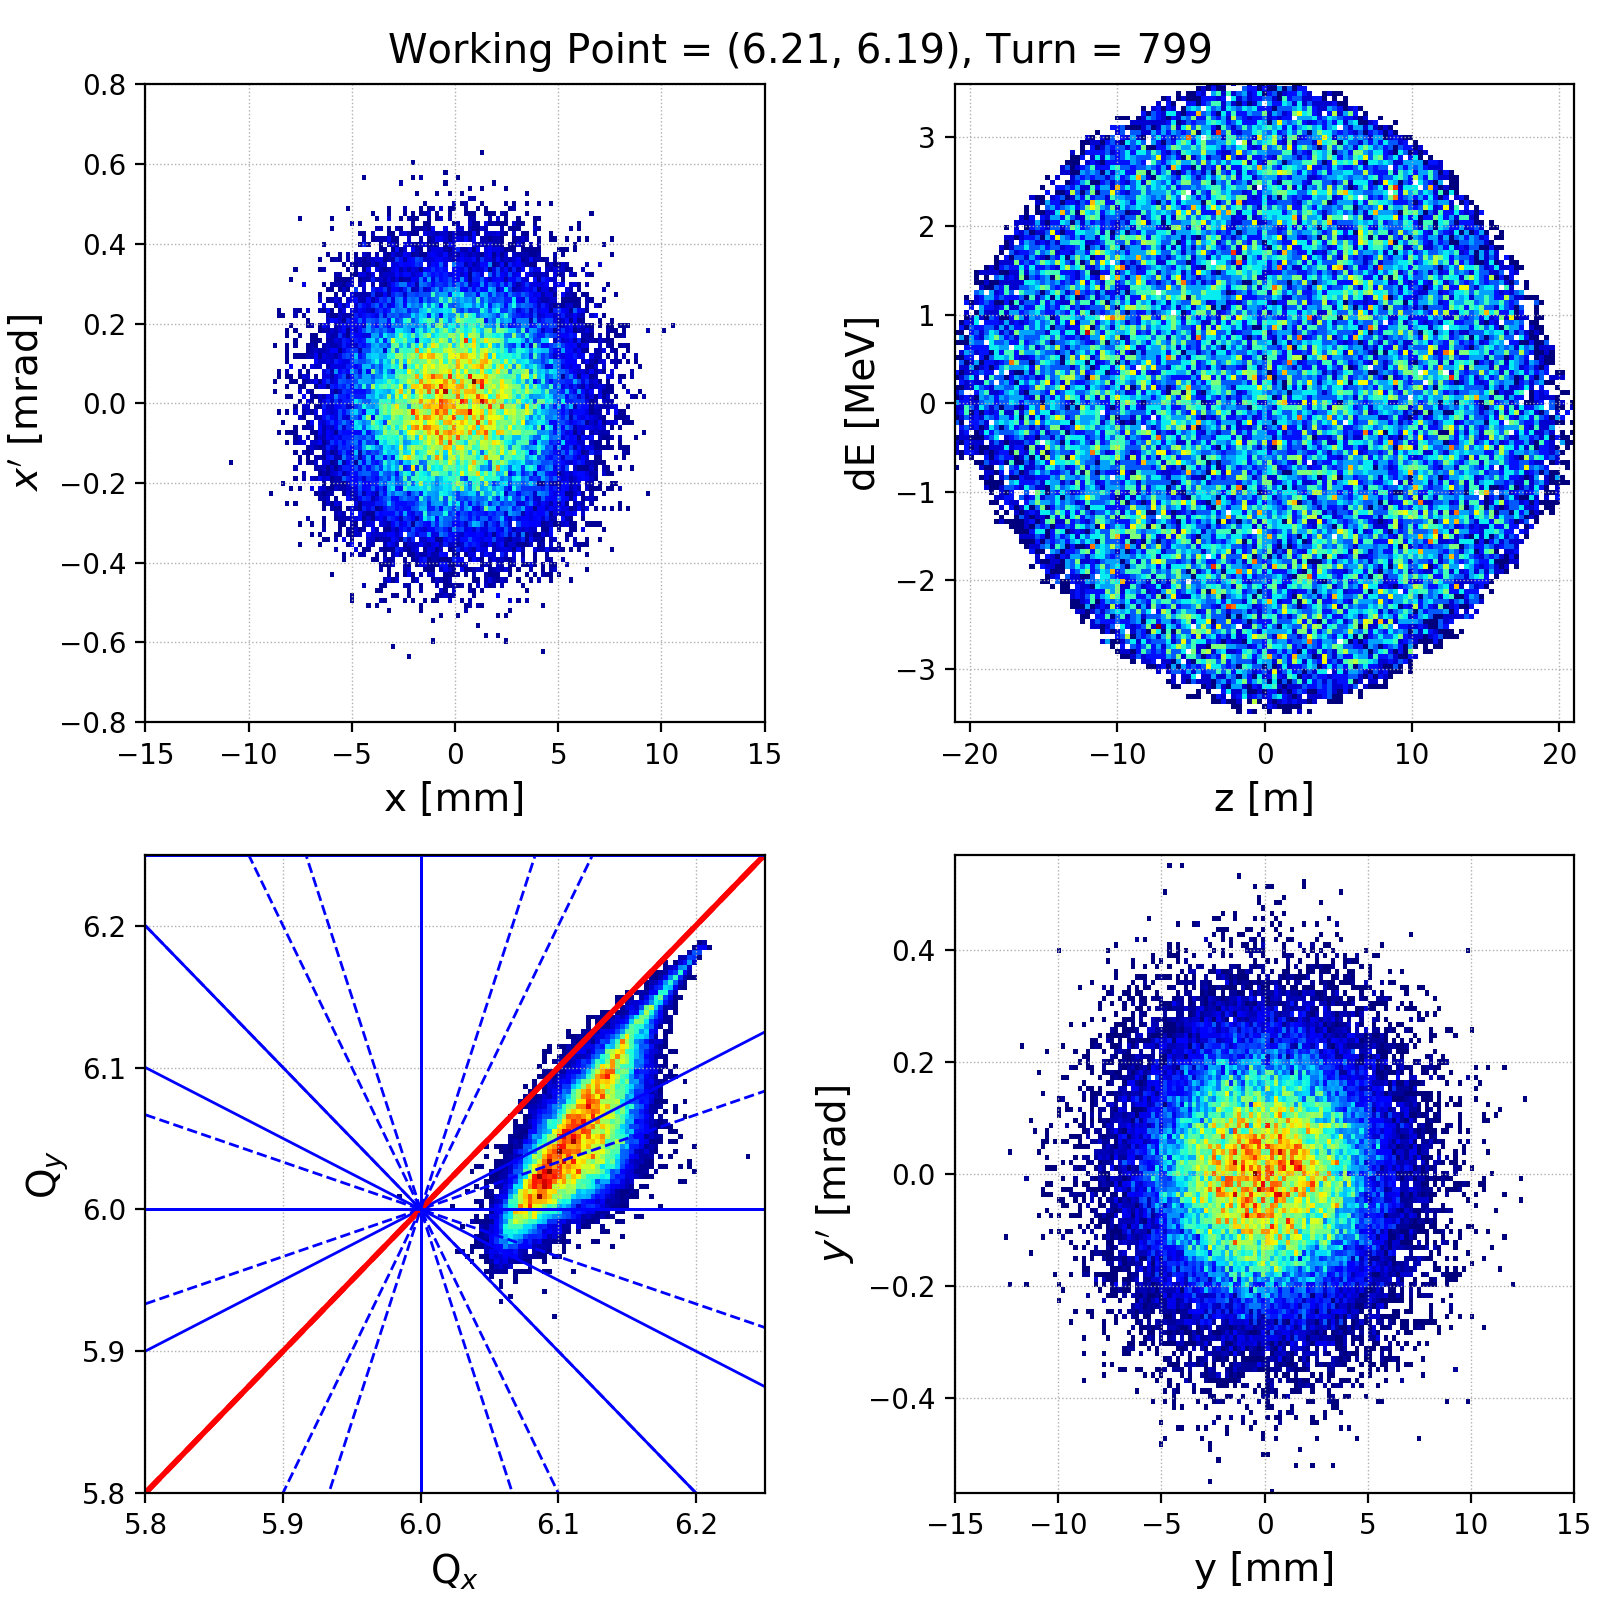 Working Point = (6.21, 6.19), Turn = 799
0.8
0.6
0.4
0.2
0.0
−0.2
−0.4
−0.6
−0.8
x′ [mrad]
−15 −10 −5 0 5 10 15
x [mm]
3
2
1
0
−1
−2
−3
dE [MeV]
−20 −10 0 10 20
z [m]
6.2
6.1
6.0
5.9
5.8
Qy
5.8 5.9 6.0 6.1 6.2
Qx
0.4
0.2
0.0
−0.2
−0.4
y′ [mrad]
−15 −10 −5 0 5 10 15
y [mm]